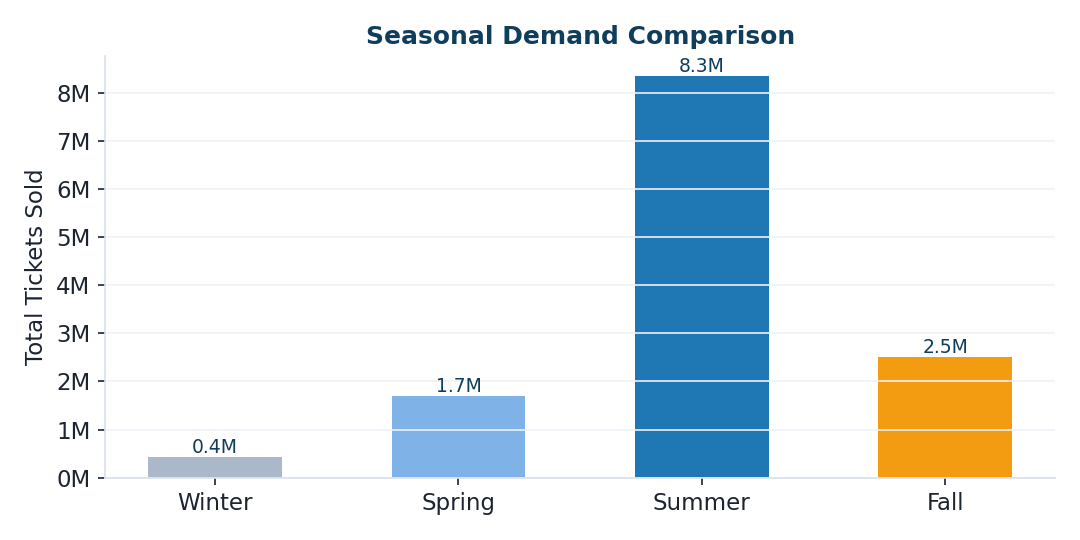 Seasonal Demand Comparison
Total Tickets Sold
8M
7M
6M
5M
4M
3M
2M
1M
0M
0.4M
1.7M
8.3M
2.5M
Winter
Spring
Summer
Fall